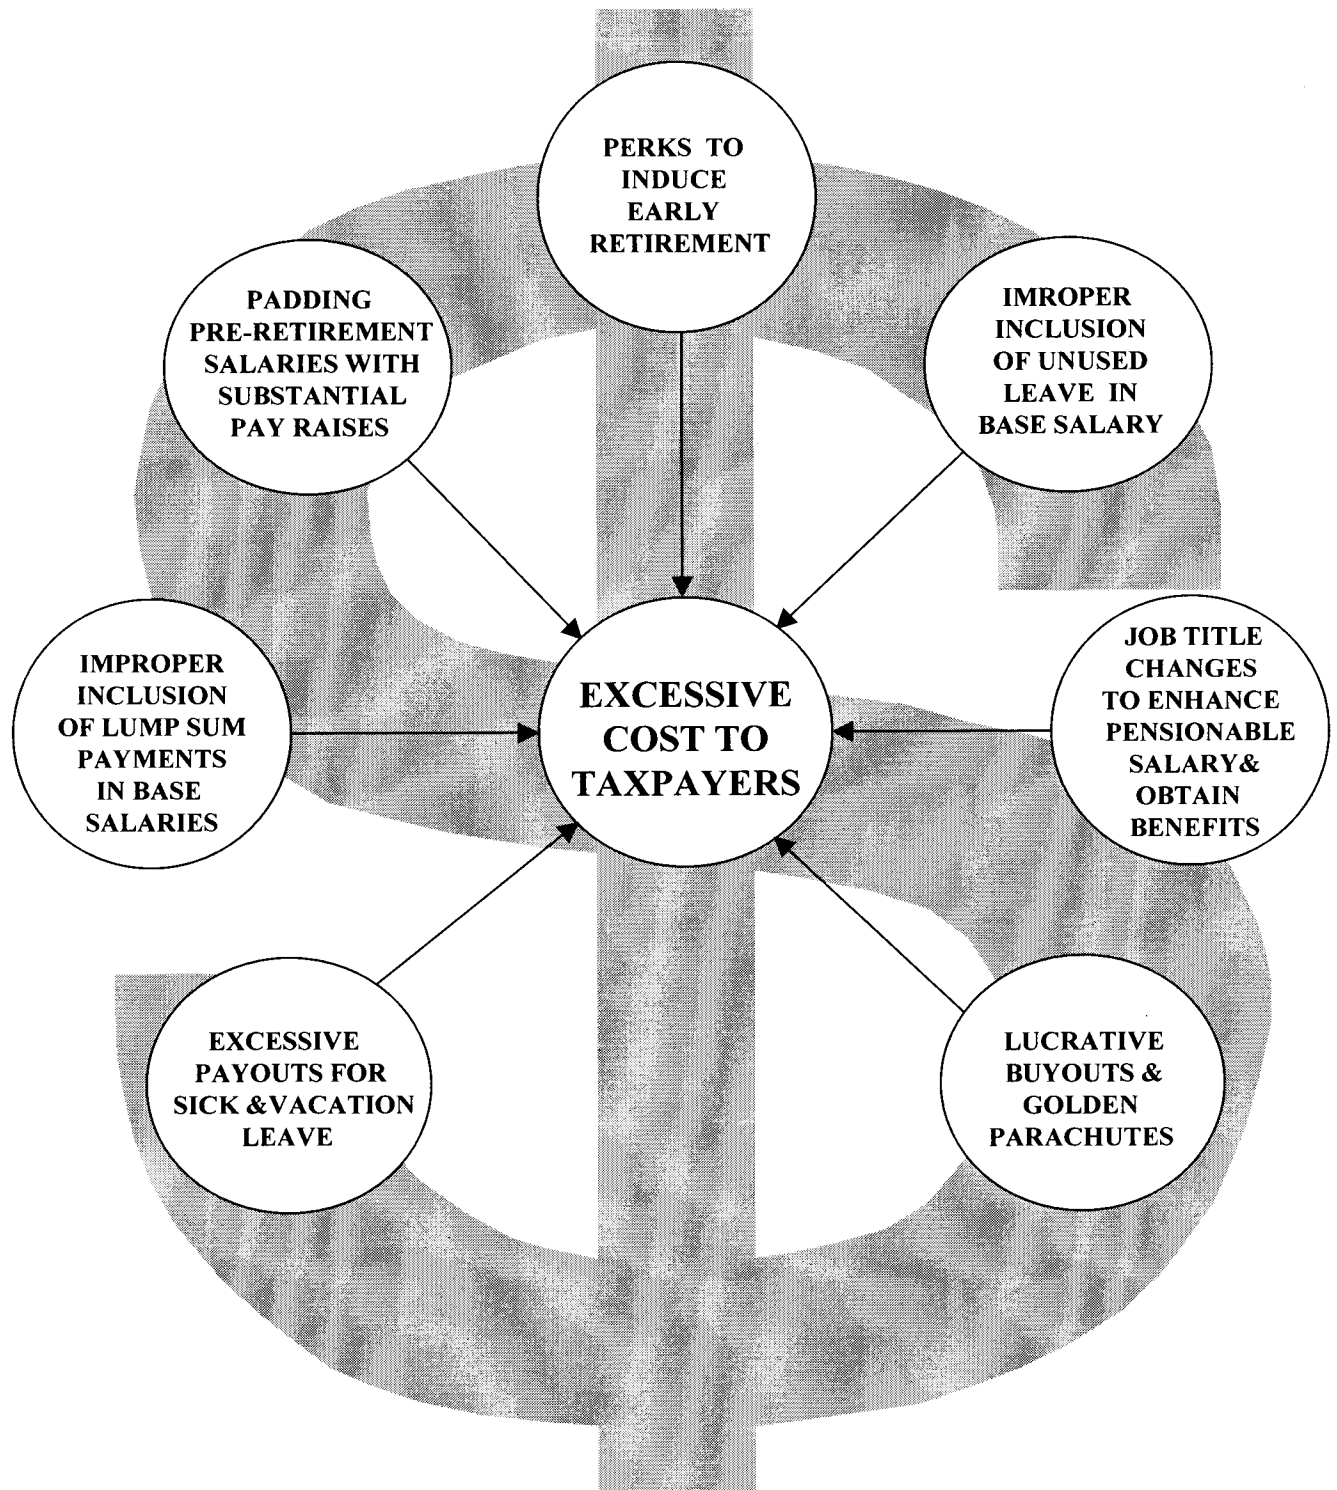 PERKS TO
INDUCE
EARLY
RETIREMENT
PADDING
PRE-RETIREMENT
SALARIES WITH
SUBSTANTIAL
PAY RAISES
IMROPER
INCLUSION
OF UNUSED
LEAVE IN
BASE SALARY
IMPROPER
INCLUSION
OF LUMP SUM
PAYMENTS
IN BASE
SALARIES
EXCESSIVE
COST TO
TAXPAYERS
JOB TITLE
CHANGES
TO ENHANCE
PENSIONABLE
SALARY&
OBTAIN
BENEFITS
EXCESSIVE
PAYOUTS FOR
SICK &VACATION
LEAVE
LUCRATIVE
BUYOUTS &
GOLDEN
PARACHUTES